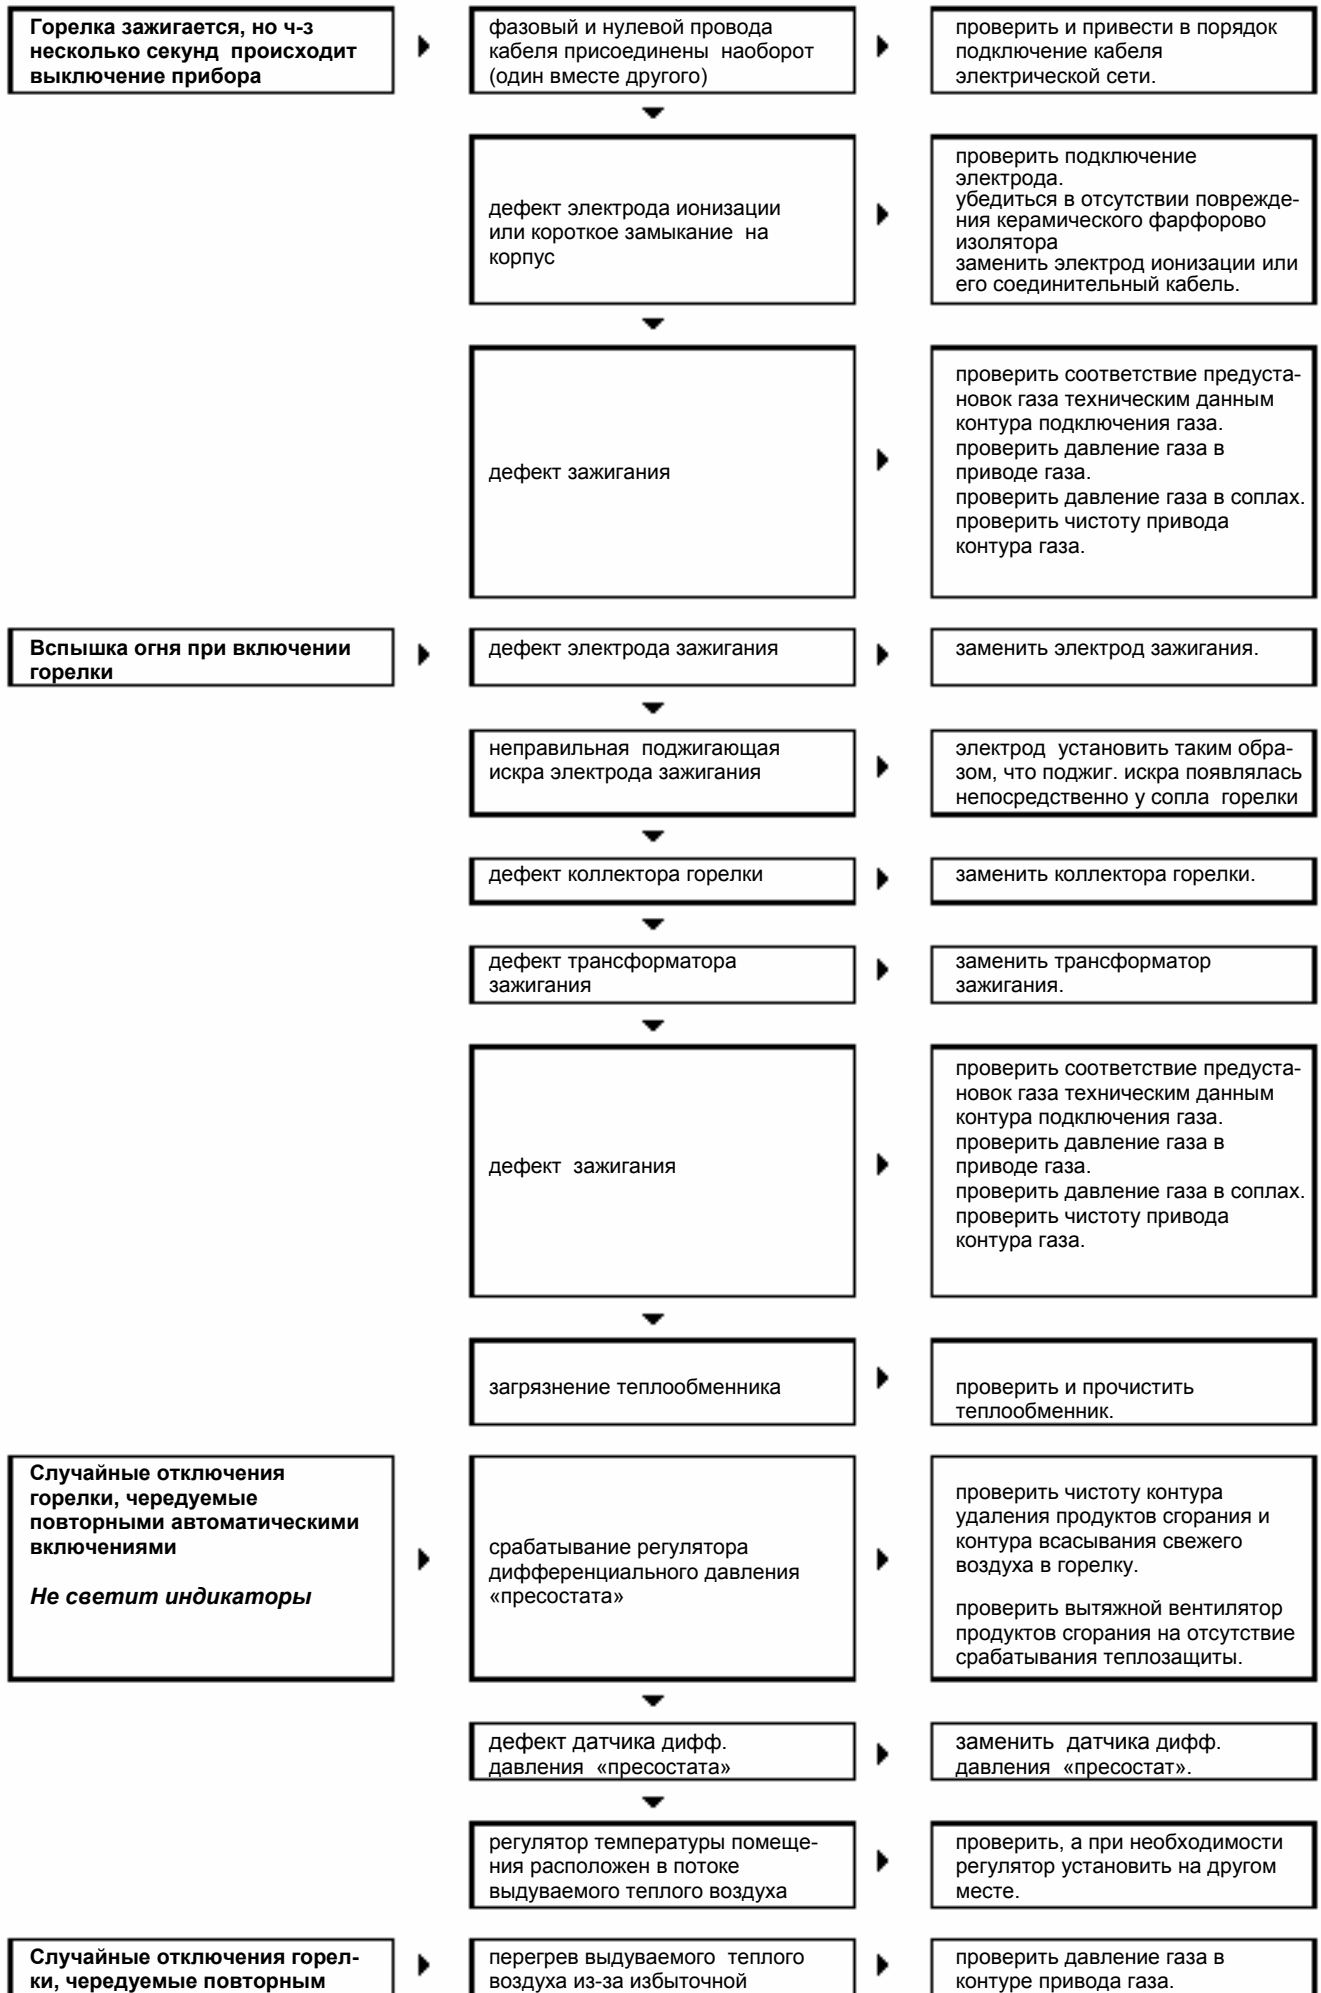 Горелка зажигается, но ч-з
несколько секунд происходит
выключение прибора
фазовый и нулевой провода
кабеля присоединены наоборот
(один вместо другого)
проверить и привести в порядок
подключение кабеля
электрической сети.
дефект электрода ионизации
или короткое замыкание на
корпус
проверить подключение
электрода.
убедиться в отсутствии поврежде-
ния керамического фарфорово
изолятора
заменить электрод ионизации или
его соединительный кабель.
дефект зажигания
проверить соответствие предуста-
новок газа техническим данным
контура подключения газа.
проверить давление газа в
приводе газа.
проверить давление газа в соплах.
проверить чистоту привода
контура газа.
Вспышка огня при включении
горелки
дефект электрода зажигания
заменить электрод зажигания.
неправильная поджигающая
искра электрода зажигания
электрод установить таким обра-
зом, что поджиг. искра появлялась
непосредственно у сопла горелки
дефект коллектора горелки
заменить коллектора горелки.
дефект трансформатора
зажигания
заменить трансформатор
зажигания.
дефект зажигания
проверить соответствие предуста-
новок газа техническим данным
контура подключения газа.
проверить давление газа в
приводе газа.
проверить давление газа в соплах.
проверить чистоту привода
контура газа.
загрязнение теплообменника
проверить и прочистить
теплообменник.
Случайные отключения
горелки, чередуемые
повторными автоматическими
включениями
Не светит индикаторы
срабатывание регулятора
дифференциального давления
«пресостата»
проверить чистоту контура
удаления продуктов сгорания и
контура всасывания свежего
воздуха в горелку.
проверить вытяжной вентилятор
продуктов сгорания на отсутствие
срабатывания теплозащиты.
дефект датчика дифф.
давления «пресостата»
заменить датчика дифф.
давления «пресостат».
регулятор температуры помеще-
ния расположен в потоке
выдуваемого теплого воздуха
проверить, а при необходимости
регулятор установить на другом
месте.
Случайные отключения горел-
ки, чередуемые повторным
перегрев выдуваемого теплого
воздуха из-за избыточной
проверить давление газа в
контуре привода газа.